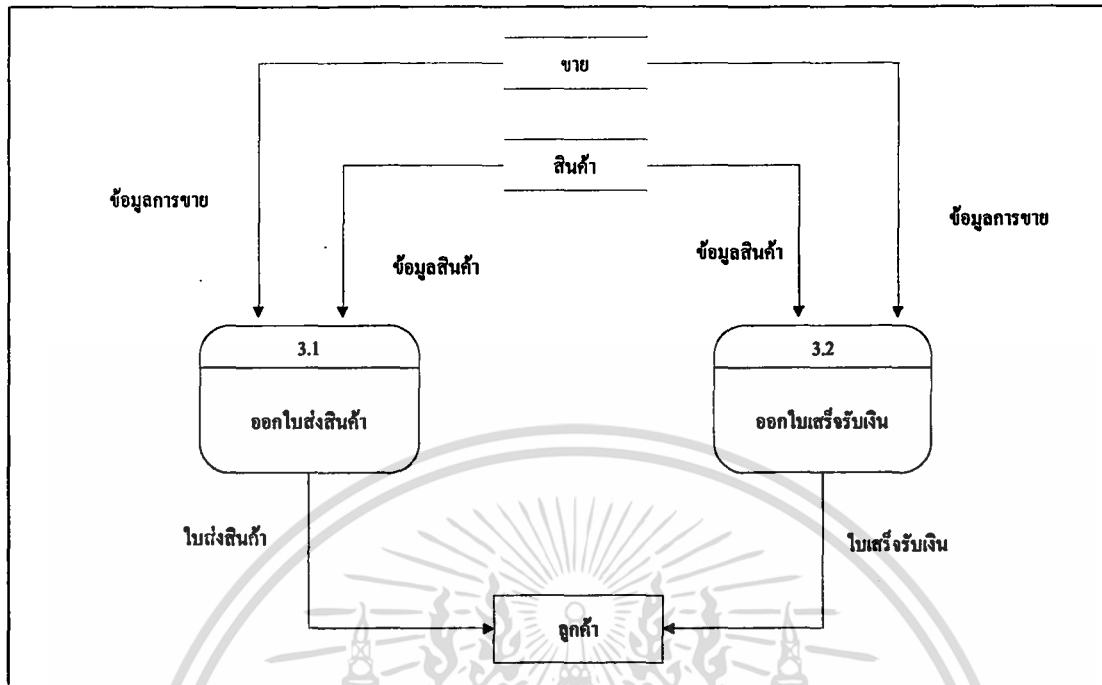 ขาย
สินค้า
ข้อมูลการขาย
ข้อมูลการขาย
ข้อมูลสินค้า
ข้อมูลสินค้า
3.1
3.2
ออกใบส่งสินค้า
ออกใบเสร็จรับเงิน
ใบส่งสินค้า
ใบเสร็จรับเงิน
ลูกค้า